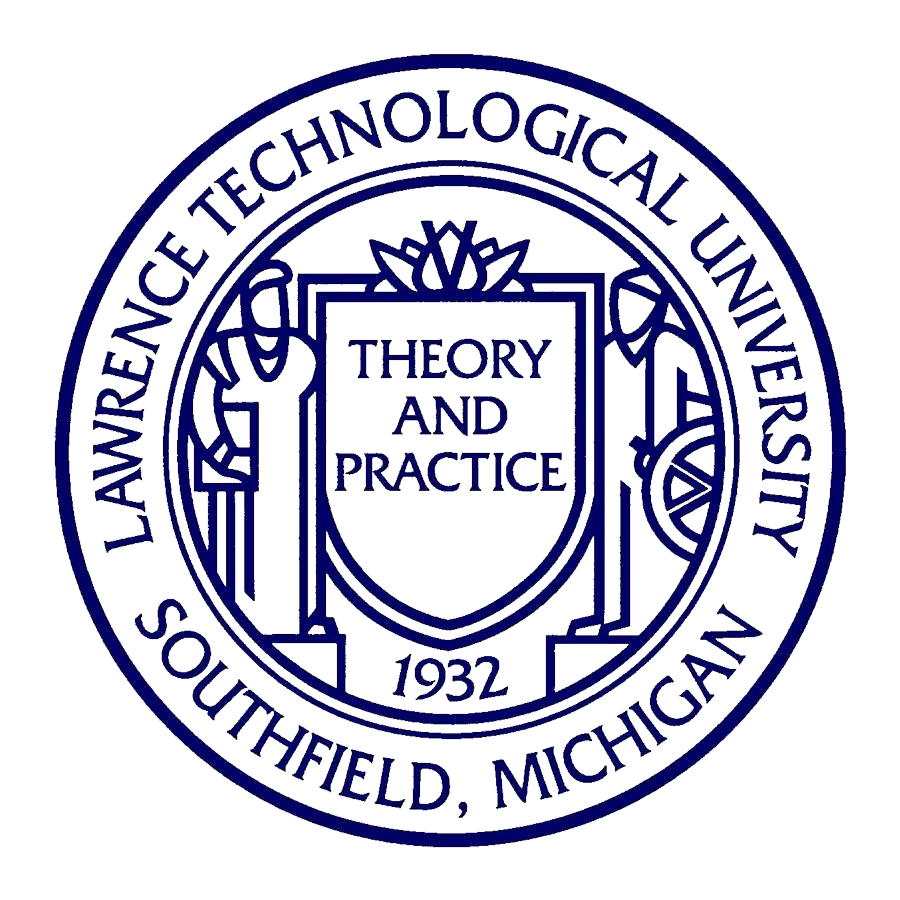 LAWRENCE TECHNOLOGICAL UNIVERSITY
THEORY
AND
PRACTICE
1932
SOUTHFIELD, MICHIGAN